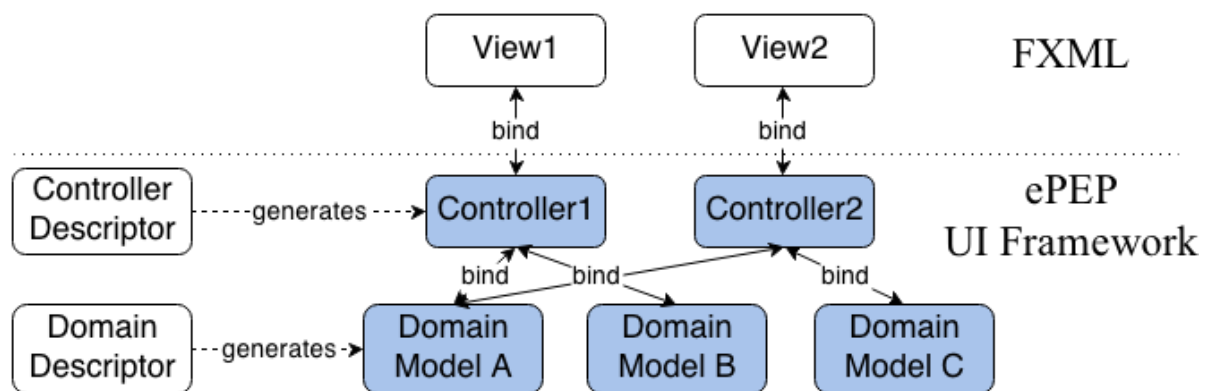 View1
View2
FXML
bind
bind
Controller
Descriptor
generates
Controller1
Controller2
ePEP
UI Framework
bind
bind
bind
Domain
Descriptor
generates
Domain
Model A
Domain
Model B
Domain
Model C